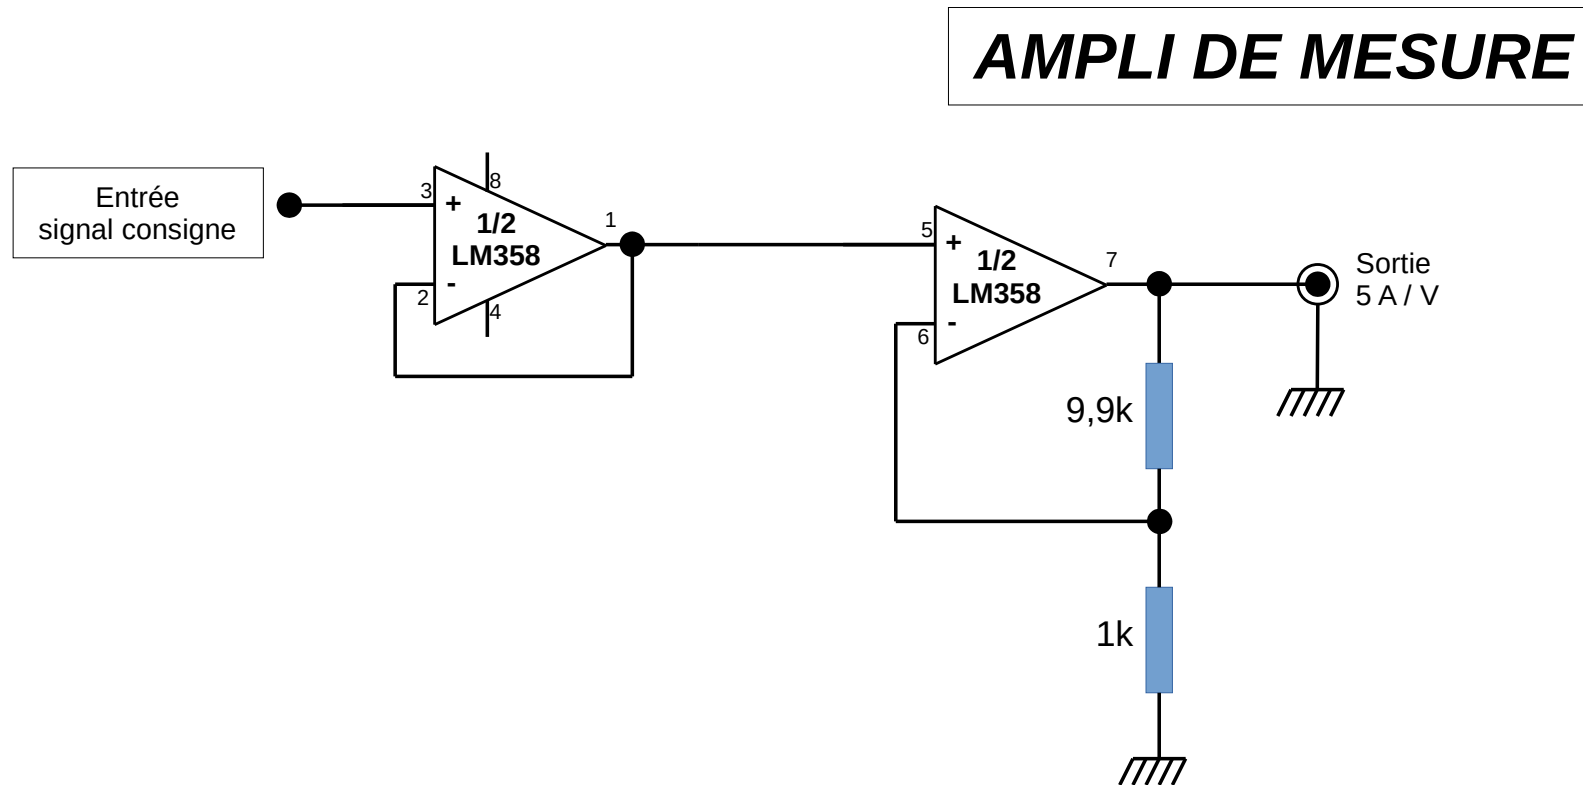 AMPLI DE MESURE
Entrée
signal consigne
3
+
8
1/2
LM358
1
2
-
4
5
+
1/2
LM358
7
6
-
Sortie
5 A / V
9,9k
1k